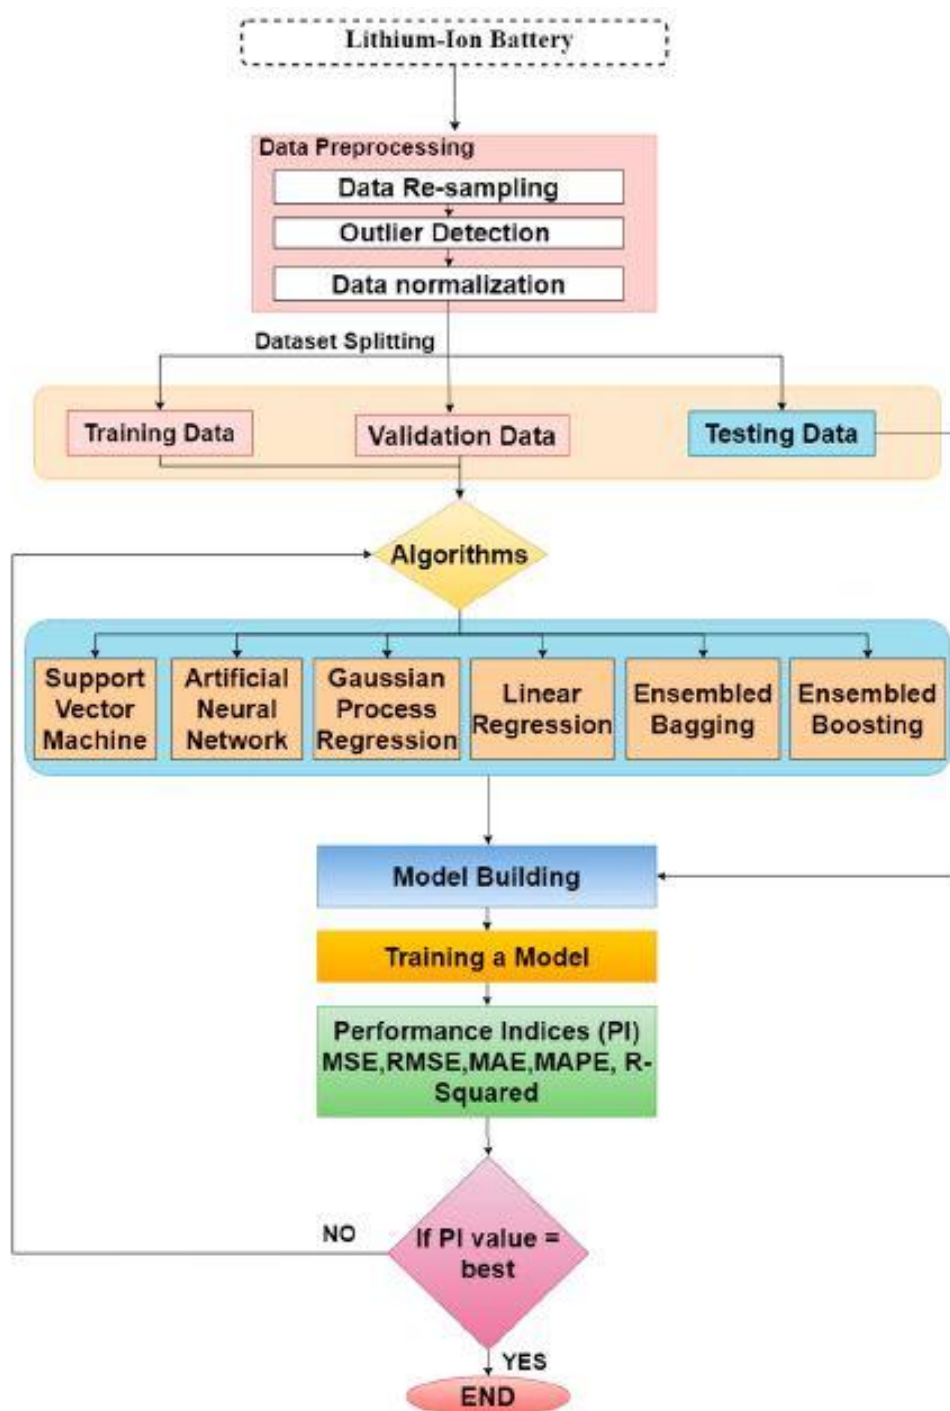 Lithium-Ion Battery
Data Preprocessing
Data Re-sampling
Outlier Detection
Data normalization
Dataset Splitting
Training Data
Validation Data
Testing Data
Algorithms
Support
Vector
Machine
Artificial
Neural
Network
Gaussian
Process
Regression
Linear
Regression
Ensembled
Bagging
Ensembled
Boosting
Model Building
Training a Model
Performance Indices (PI)
MSE,RMSE,MAE,MAPE, R-
Squared
NO
If PI value =
best
YES
END